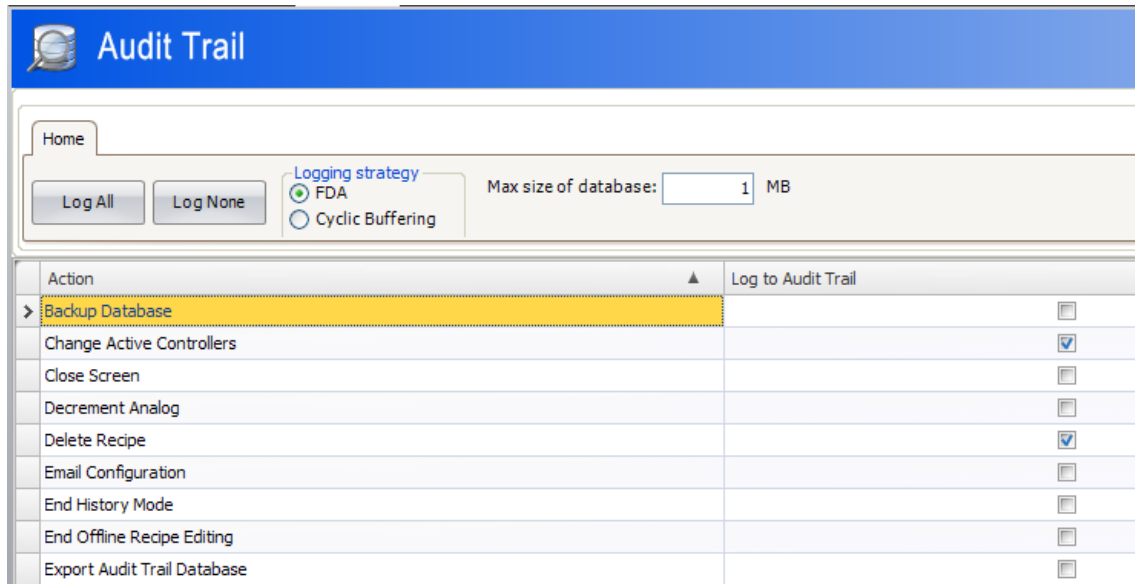 Audit Trail
Home
Log All
Log None
Logging strategy
FDA
Cyclic Buffering
Max size of database: 1 MB
Action Log to Audit Trail
Backup Database
Change Active Controllers
Close Screen
Decrement Analog
Delete Recipe
Email Configuration
End History Mode
End Offline Recipe Editing
Export Audit Trail Database